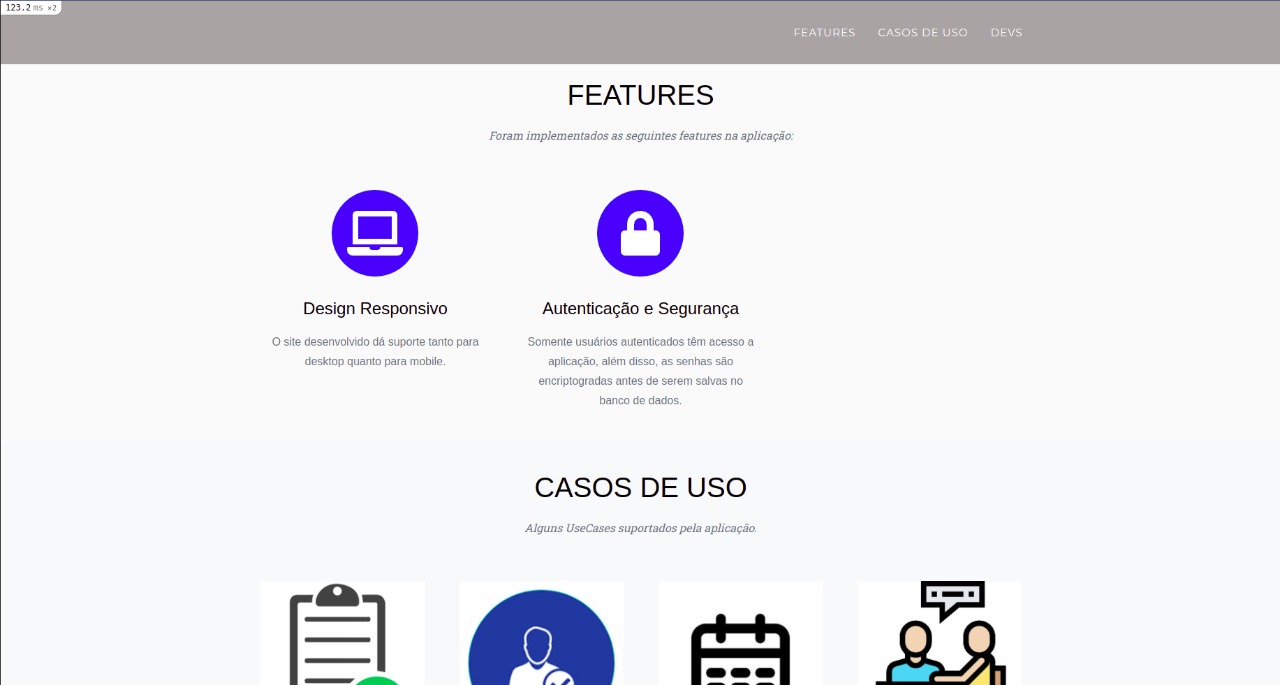 123.2 ms ×2
FEATURES CASOS DE USO DEVS
FEATURES
Foram implementados as seguintes features na aplicação:
Design Responsivo
O site desenvolvido dá suporte tanto para
desktop quanto para mobile.
Autenticação e Segurança
Somente usuários autenticados têm acesso a
aplicação, além disso, as senhas são
encriptogradas antes de serem salvas no
banco de dados.
CASOS DE USO
Alguns UseCases suportados pela aplicação.